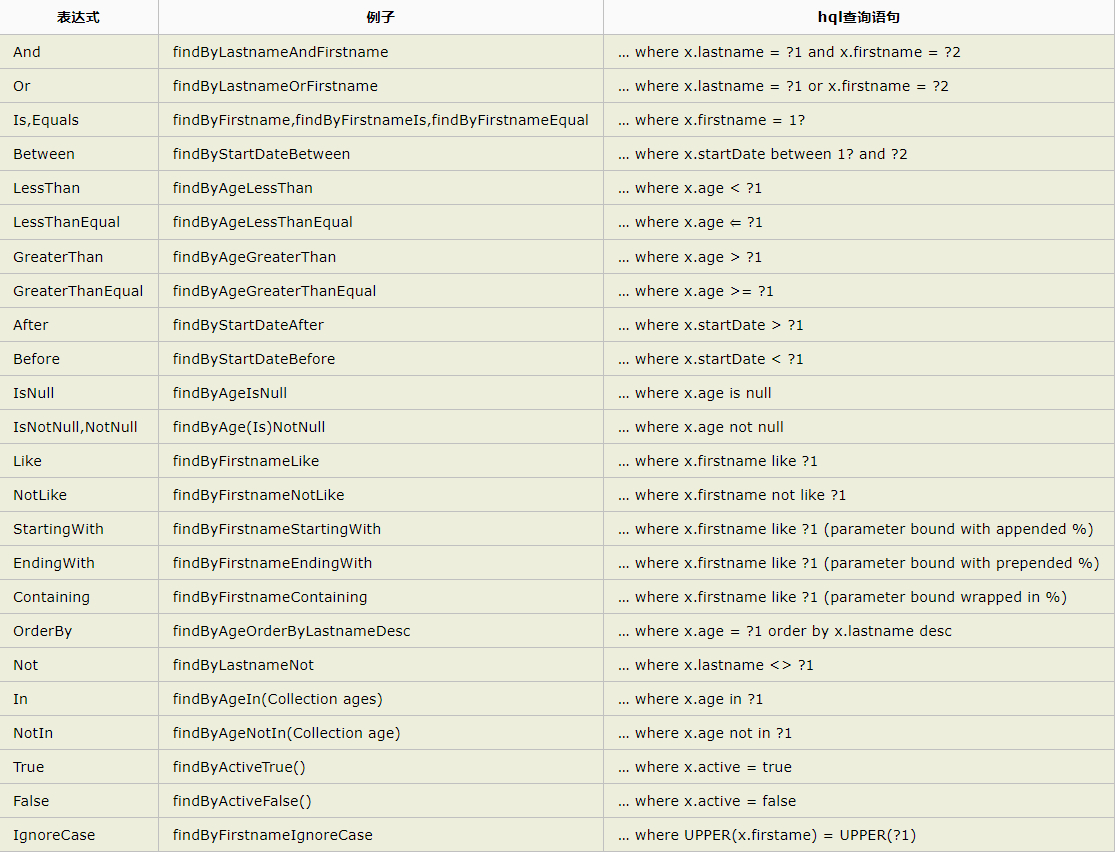 表达式 例子 hql查询语句
And findByLastnameAndFirstname … where x.lastname = ?1 and x.firstname = ?2
Or findByLastnameOrFirstname … where x.lastname = ?1 or x.firstname = ?2
Is,Equals findByFirstname,findByFirstnameIs,findByFirstnameEqual … where x.firstname = 1?
Between findByStartDateBetween … where x.startDate between 1? and ?2
LessThan findByAgeLessThan … where x.age < ?1
LessThanEqual findByAgeLessThanEqual … where x.age ⇐ ?1
GreaterThan findByAgeGreaterThan … where x.age > ?1
GreaterThanEqual findByAgeGreaterThanEqual … where x.age >= ?1
After findByStartDateAfter … where x.startDate > ?1
Before findByStartDateBefore … where x.startDate < ?1
IsNull findByAgeIsNull … where x.age is null
IsNotNull,NotNull findByAge(Is)NotNull … where x.age not null
Like findByFirstnameLike … where x.firstname like ?1
NotLike findByFirstnameNotLike … where x.firstname not like ?1
StartingWith findByFirstnameStartingWith … where x.firstname like ?1 (parameter bound with appended %)
EndingWith findByFirstnameEndingWith … where x.firstname like ?1 (parameter bound with prepended %)
Containing findByFirstnameContaining … where x.firstname like ?1 (parameter bound wrapped in %)
OrderBy findByAgeOrderByLastnameDesc … where x.age = ?1 order by x.lastname desc
Not findByLastnameNot … where x.lastname <> ?1
In findByAgeIn(Collection ages) … where x.age in ?1
NotIn findByAgeNotIn(Collection age) … where x.age not in ?1
True findByActiveTrue() … where x.active = true
False findByActiveFalse() … where x.active = false
IgnoreCase findByFirstnameIgnoreCase … where UPPER(x.firstame) = UPPER(?1)